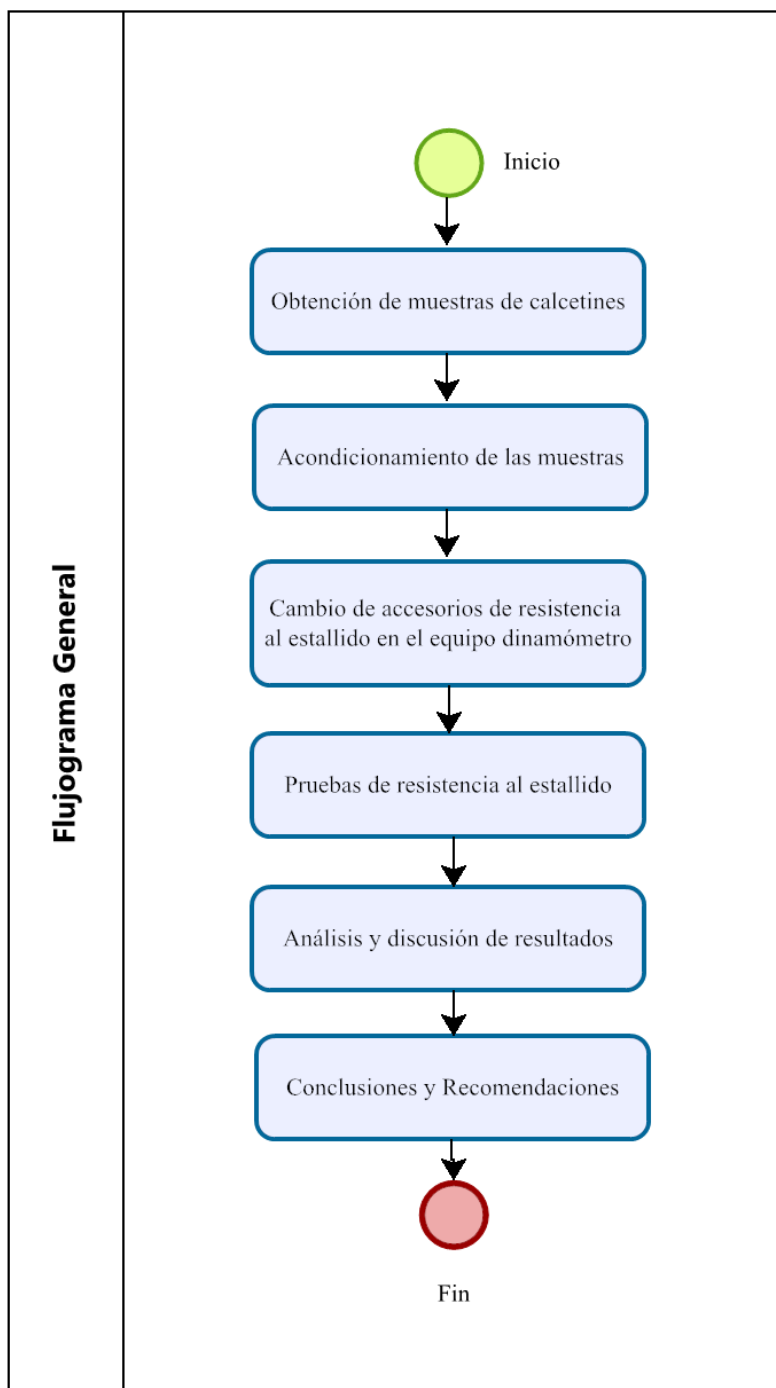 Flujograma General
Inicio
Obtención de muestras de calcetines
Acondicionamiento de las muestras
Cambio de accesorios de resistencia
al estallido en el equipo dinamómetro
Pruebas de resistencia al estallido
Análisis y discusión de resultados
Conclusiones y Recomendaciones
Fin